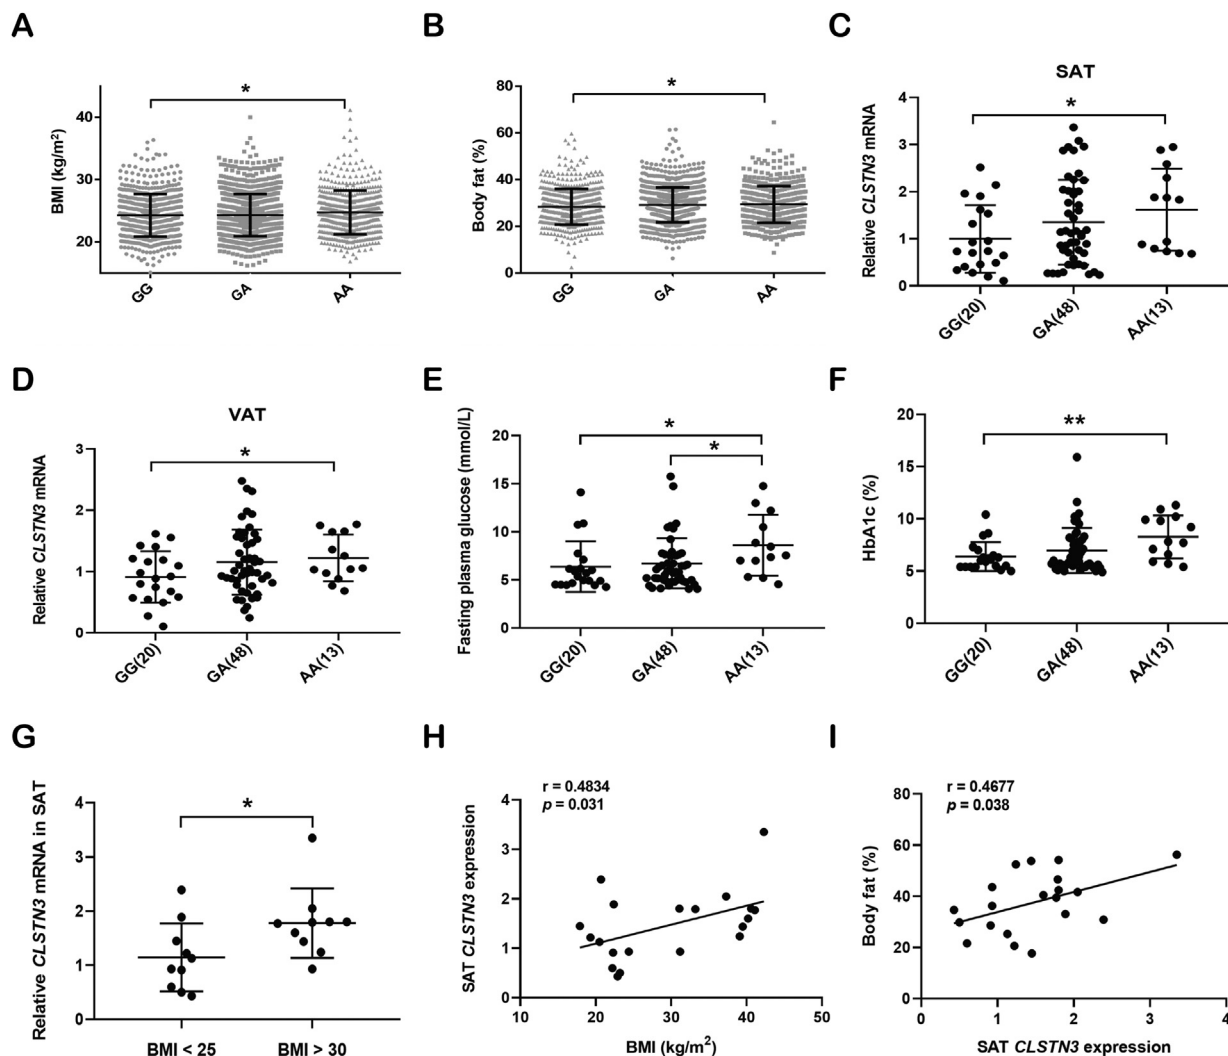 A
BMI (kg/m²)
40
30
20
*
GG
GA
AA
B
Body fat (%)
80
60
40
20
0
*
GG
GA
AA
C
SAT
Relative CLSTN3 mRNA
4
3
2
1
0
*
GG(20)
GA(48)
AA(13)
D
VAT
Relative CLSTN3 mRNA
3
2
1
0
*
GG(20)
GA(48)
AA(13)
E
Fasting plasma glucose (mmol/L)
20
15
10
5
0
*
*
GG(20)
GA(48)
AA(13)
F
HbA1c (%)
20
15
10
5
0
**
GG(20)
GA(48)
AA(13)
G
Relative CLSTN3 mRNA in SAT
4
3
2
1
0
*
BMI < 25
BMI > 30
H
r = 0.4834
p = 0.031
SAT CLSTN3 expression
4
3
2
1
0
10 20 30 40 50
BMI (kg/m²)
I
r = 0.4677
p = 0.038
Body fat (%)
80
60
40
20
0
0 1 2 3 4
SAT CLSTN3 expression